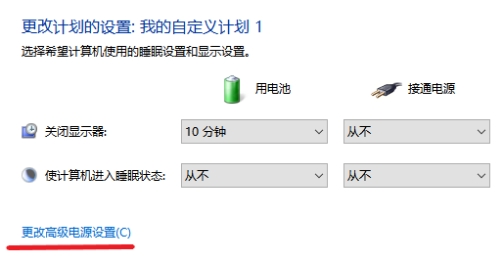 更改计划的设置: 我的自定义计划 1
选择希望计算机使用的睡眠设置和显示设置。
用电池 接通电源
关闭显示器: 10 分钟 从不
使计算机进入睡眠状态: 从不 从不
更改高级电源设置(C)